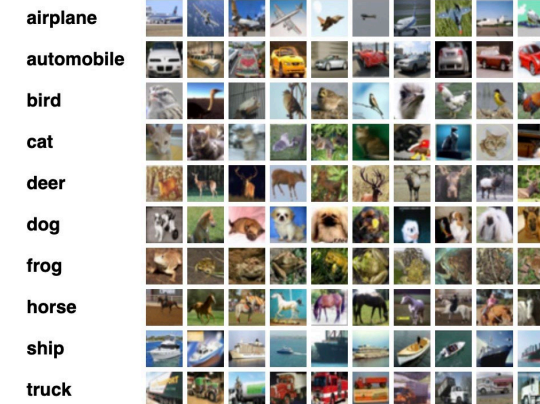 airplane
automobile
bird
cat
deer
dog
frog
horse
ship
truck